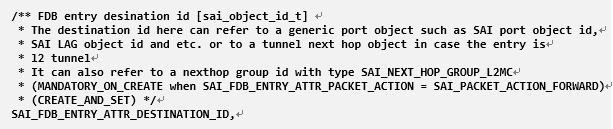 /** FDB entry desination id [sai_object_id_t]
* The destination id here can refer to a generic port object such as SAI port object id,
* SAI LAG object id and etc. or to a tunnel next hop object in case the entry is
* l2 tunnel
* It can also refer to a nexthop group id with type SAI_NEXT_HOP_GROUP_L2MC
* (MANDATORY_ON_CREATE when SAI_FDB_ENTRY_ATTR_PACKET_ACTION = SAI_PACKET_ACTION_FORWARD)
* (CREATE_AND_SET) */
SAI_FDB_ENTRY_ATTR_DESTINATION_ID,